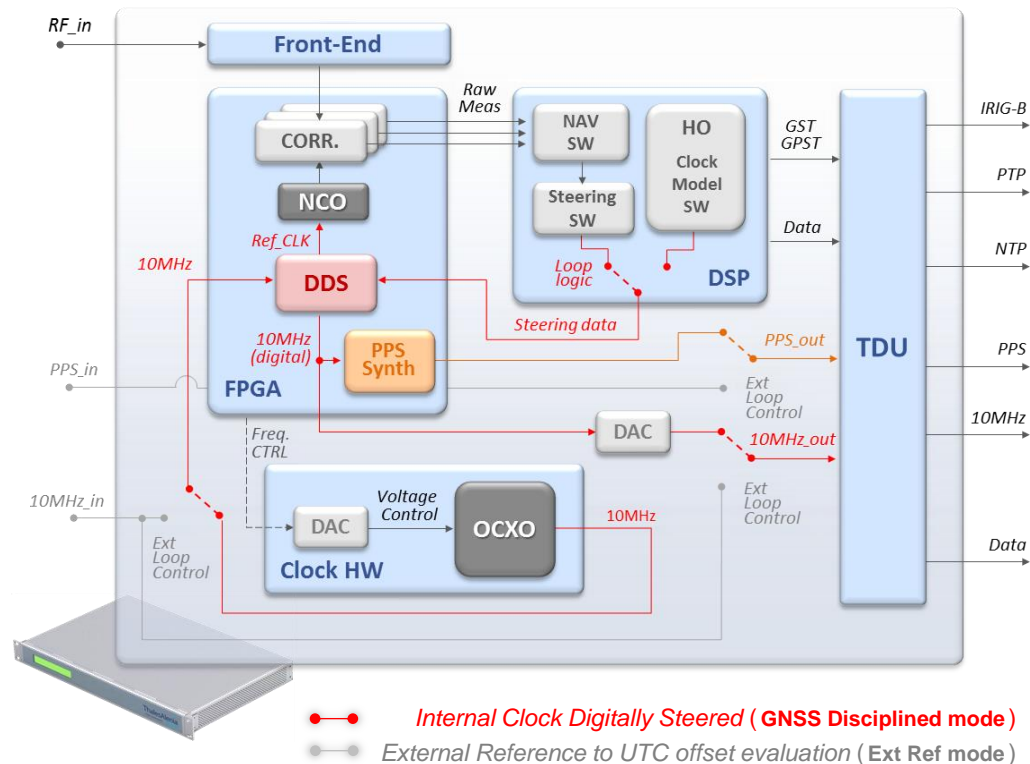 RF_in
Front-End
Raw
Meas
CORR.
NCO
Ref_CLK
10MHz
DDS
10MHz
(digital)
PPS
Synth
FPGA
NAV
SW
Steering
SW
HO
Clock
Model
SW
Loop
logic
DSP
Steering data
GST
GPST
Data
TDU
IRIG-B
PTP
NTP
PPS
10MHz
Data
PPS_in
PPS_out
Ext
Loop
Control
DAC
10MHz_out
Freq.
CTRL
10MHz_in
Ext
Loop
Control
DAC
Voltage
Control
OCXO
10MHz
Clock HW
Ext
Loop
Control
ThalesAlenia
Internal Clock Digitally Steered ( GNSS Disciplined mode )
External Reference to UTC offset evaluation ( Ext Ref mode )